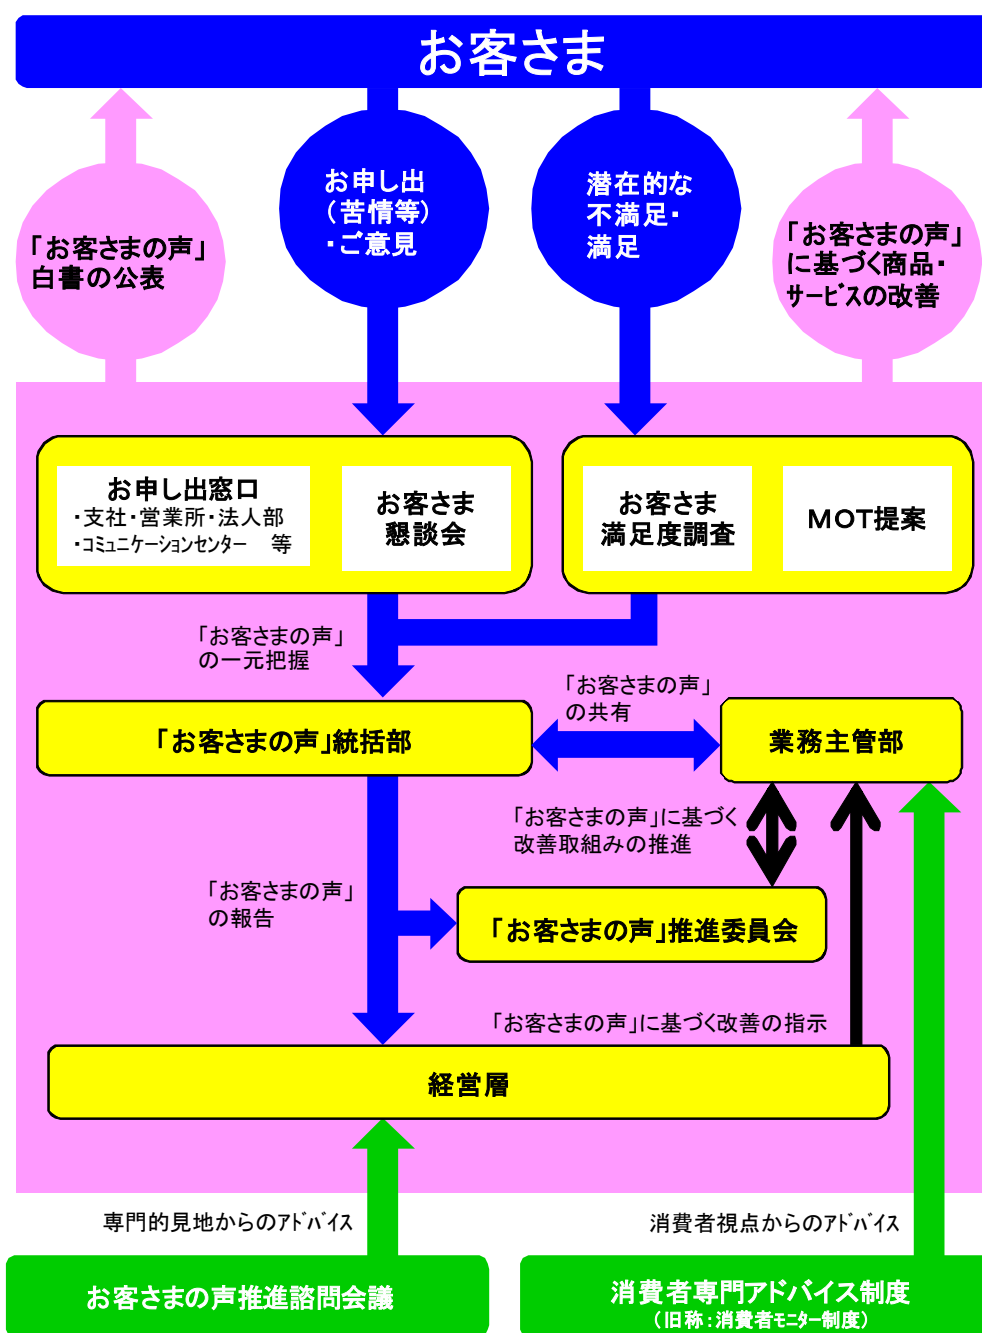 お客さま
お申し出
（苦情等）
・ご意見
潜在的な
不満足・
満足
「お客さまの声」
白書の公表
「お客さまの声」
に基づく商品・
サービスの改善
お申し出窓口
・支社・営業所・法人部
・コミュニケーションセンター　等
お客さま
懇談会
お客さま
満足度調査
ＭＯＴ提案
「お客さまの声」
の一元把握
「お客さまの声」
の共有
「お客さまの声」統括部
業務主管部
「お客さまの声」に基づく
改善取組みの推進
「お客さまの声」
の報告
「お客さまの声」推進委員会
「お客さまの声」に基づく改善の指示
経営層
専門的見地からのアドバイス
消費者視点からのアドバイス
お客さまの声推進諮問会議
消費者専門アドバイス制度
（旧称：消費者モニター制度）